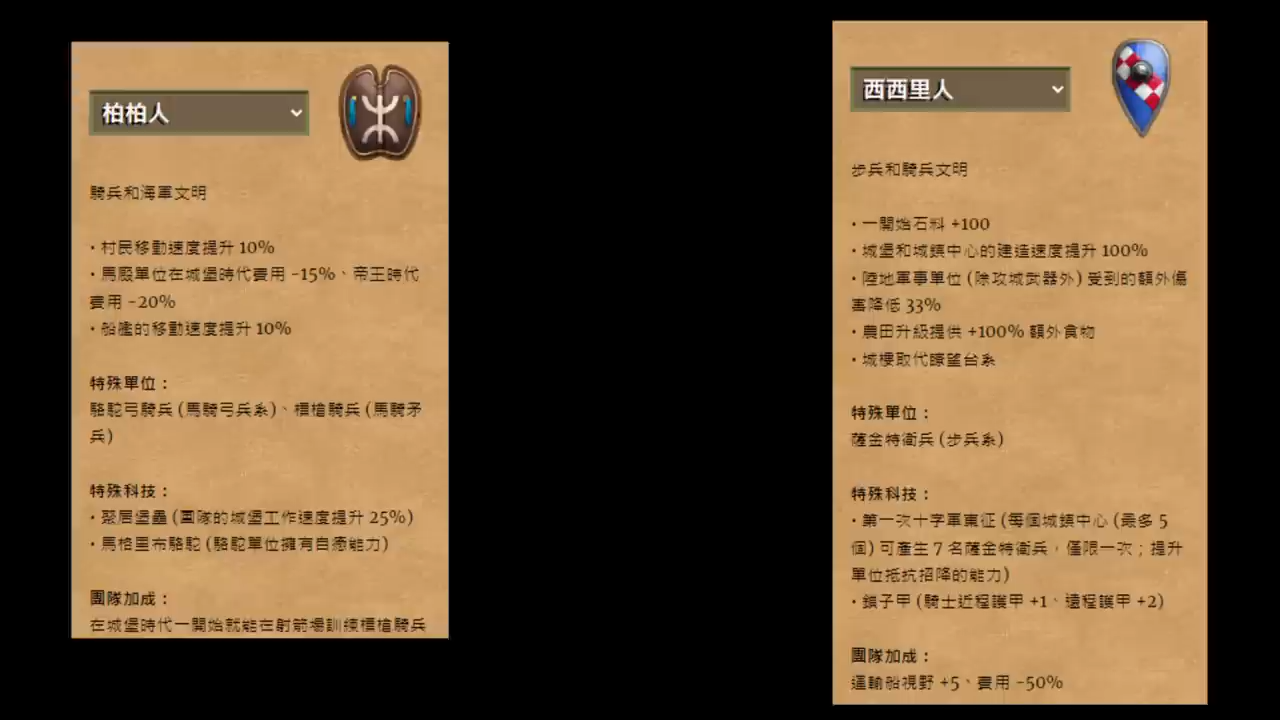 柏柏人
騎兵和海軍文明
• 村民移動速度提升 10%
• 馬廄單位在城堡時代費用 -15%、帝王時代
費用 -20%
• 船艦的移動速度提升 10%
特殊單位：
駱駝弓騎兵 (馬騎弓兵系)、標槍騎兵 (馬騎矛
兵)
特殊科技：
• 聚居堡壘 (團隊的城堡工作速度提升 25%)
• 馬格里布駱駝 (駱駝單位擁有自癒能力)
團隊加成：
在城堡時代一開始就能在射箭場訓練標槍騎兵
西西里人
步兵和騎兵文明
• 一開始石料 +100
• 城堡和城鎮中心的建造速度提升 100%
• 陸地軍事單位 (除攻城武器外) 受到的額外傷
害降低 33%
• 農田升級提供 +100% 額外食物
• 城樓取代瞭望台系
特殊單位：
薩金特衛兵 (步兵系)
特殊科技：
• 第一次十字軍東征 (每個城鎮中心 (最多 5
個) 可產生 7 名薩金特衛兵，僅限一次；提升
單位抵抗招降的能力)
• 鎖子甲 (騎士近程護甲 +1、遠程護甲 +2)
團隊加成：
運輸船視野 +5、費用 -50%